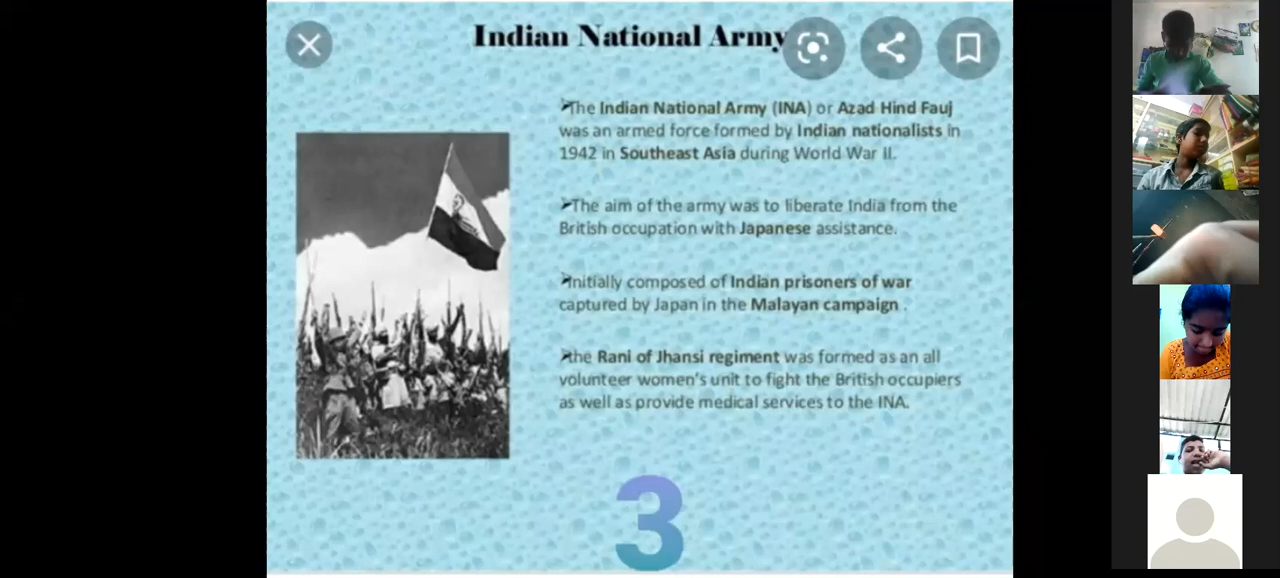 Indian National Army
The Indian National Army (INA) or Azad Hind Fauj
was an armed force formed by Indian nationalists in
1942 in Southeast Asia during World War II.
The aim of the army was to liberate India from the
British occupation with Japanese assistance.
Initially composed of Indian prisoners of war
captured by Japan in the Malayan campaign .
the Rani of Jhansi regiment was formed as an all
volunteer women's unit to fight the British occupiers
as well as provide medical services to the INA.
3